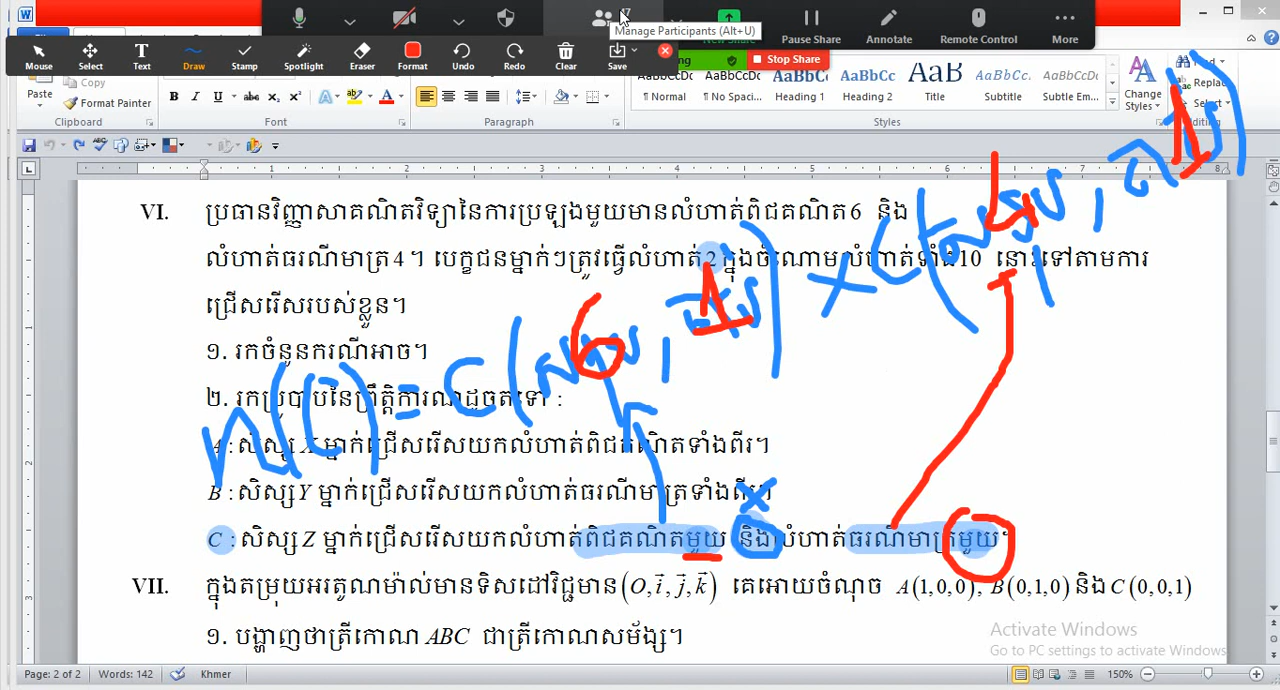 Manage Participants (Alt+U)
Pause Share
Annotate
Remote Control
More
Mouse
Select
Text
Draw
Stamp
Spotlight
Eraser
Format
Undo
Redo
Clear
Save
Stop Share
Paste
Copy
Format Painter
Clipboard
Font
Paragraph
¶ Normal
¶ No Spaci...
Heading 1
Heading 2
Title
Subtitle
Subtle Em...
Change Styles
Styles
Replace
Select
Editing
VI. ប្រធានវិញ្ញាសាគណិតវិទ្យានៃការប្រឡងមួយមានលំហាត់ពិជគណិត6 និង
លំហាត់ធរណីមាត្រ4។ បេក្ខជនម្នាក់ៗត្រូវធ្វើលំហាត់2ក្នុងចំណោមលំហាត់ទាំង10 នោះទៅតាមការ
ជ្រើសរើសរបស់ខ្លួន។
១. រកចំនួនករណីអាច។
២. រកប្រូបាបនៃព្រឹត្តិការណ៍ដូចតទៅ :
A : សិស្ស X ម្នាក់ជ្រើសរើសយកលំហាត់ពិជគណិតទាំងពីរ។
B : សិស្ស Y ម្នាក់ជ្រើសរើសយកលំហាត់ធរណីមាត្រទាំងពីរ។
C : សិស្ស Z ម្នាក់ជ្រើសរើសយកលំហាត់ពិជគណិតមួយ និងលំហាត់ធរណីមាត្រមួយ។
n(C) = C(
X
VII. ក្នុងតម្រុយអរតូណម៉ាល់មានទិសដៅវិជ្ជមាន(O,i⃗,j⃗,k⃗) គេអោយចំណុច A(1,0,0), B(0,1,0)និងC(0,0,1)
១. បង្ហាញថាត្រីកោណ ABC ជាត្រីកោណសម័ង្ស។
Activate Windows
Go to PC settings to activate Windows.
Page: 2 of 2
Words: 142
Khmer
150%